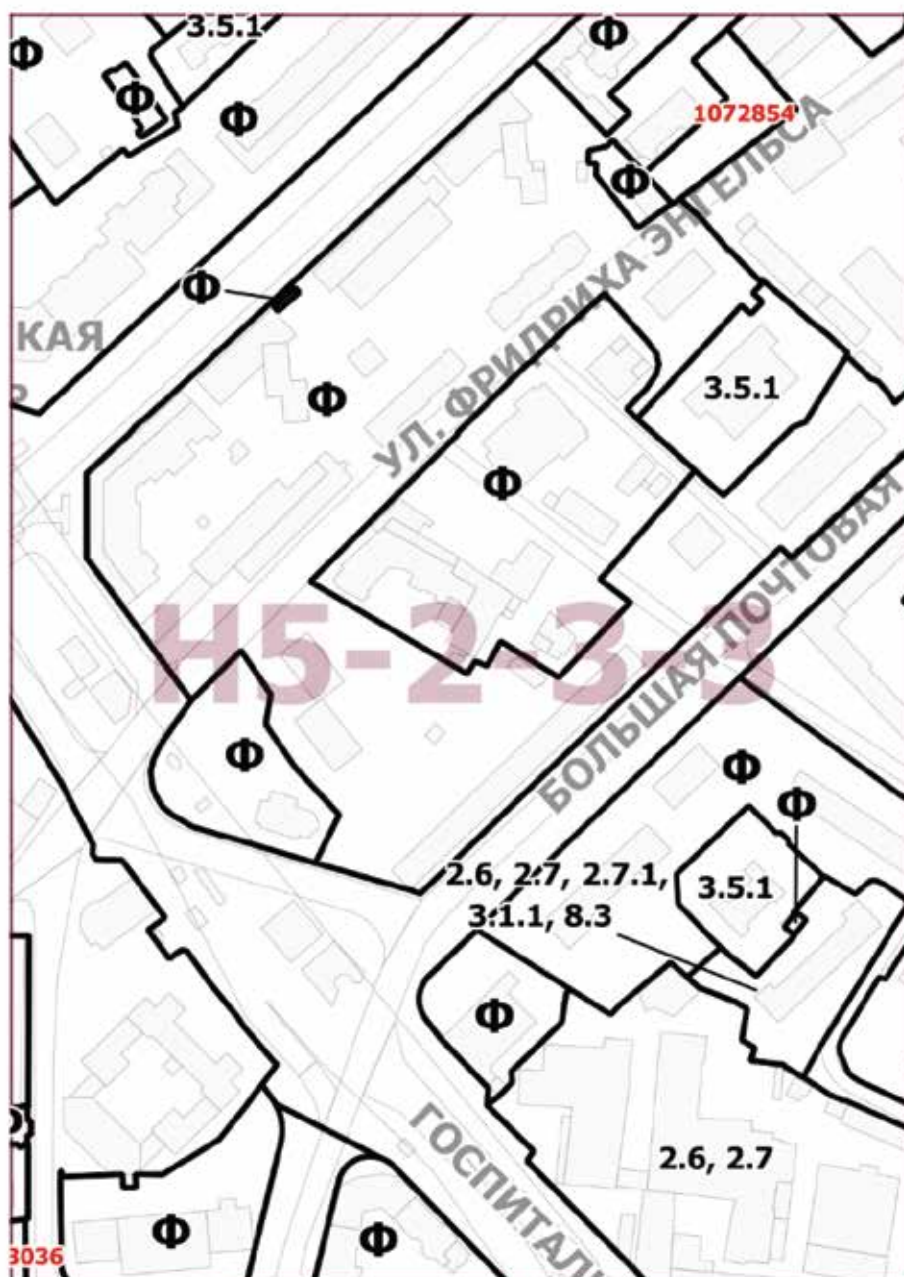 Ф
3.5.1
Ф
Ф
Ф
1072854
Ф
Ф
КАЯ
УЛ. ФРИДРИХА ЭНГЕЛЬСА
Ф
3.5.1
Ф
Н5-2-3-3
БОЛЬШАЯ ПОЧТОВАЯ
Ф
Ф
Ф
2.6, 2.7, 2.7.1,
3.1.1, 8.3
3.5.1
Ф
ГОСПИТАЛЬ
2.6, 2.7
Ф
Ф
3036